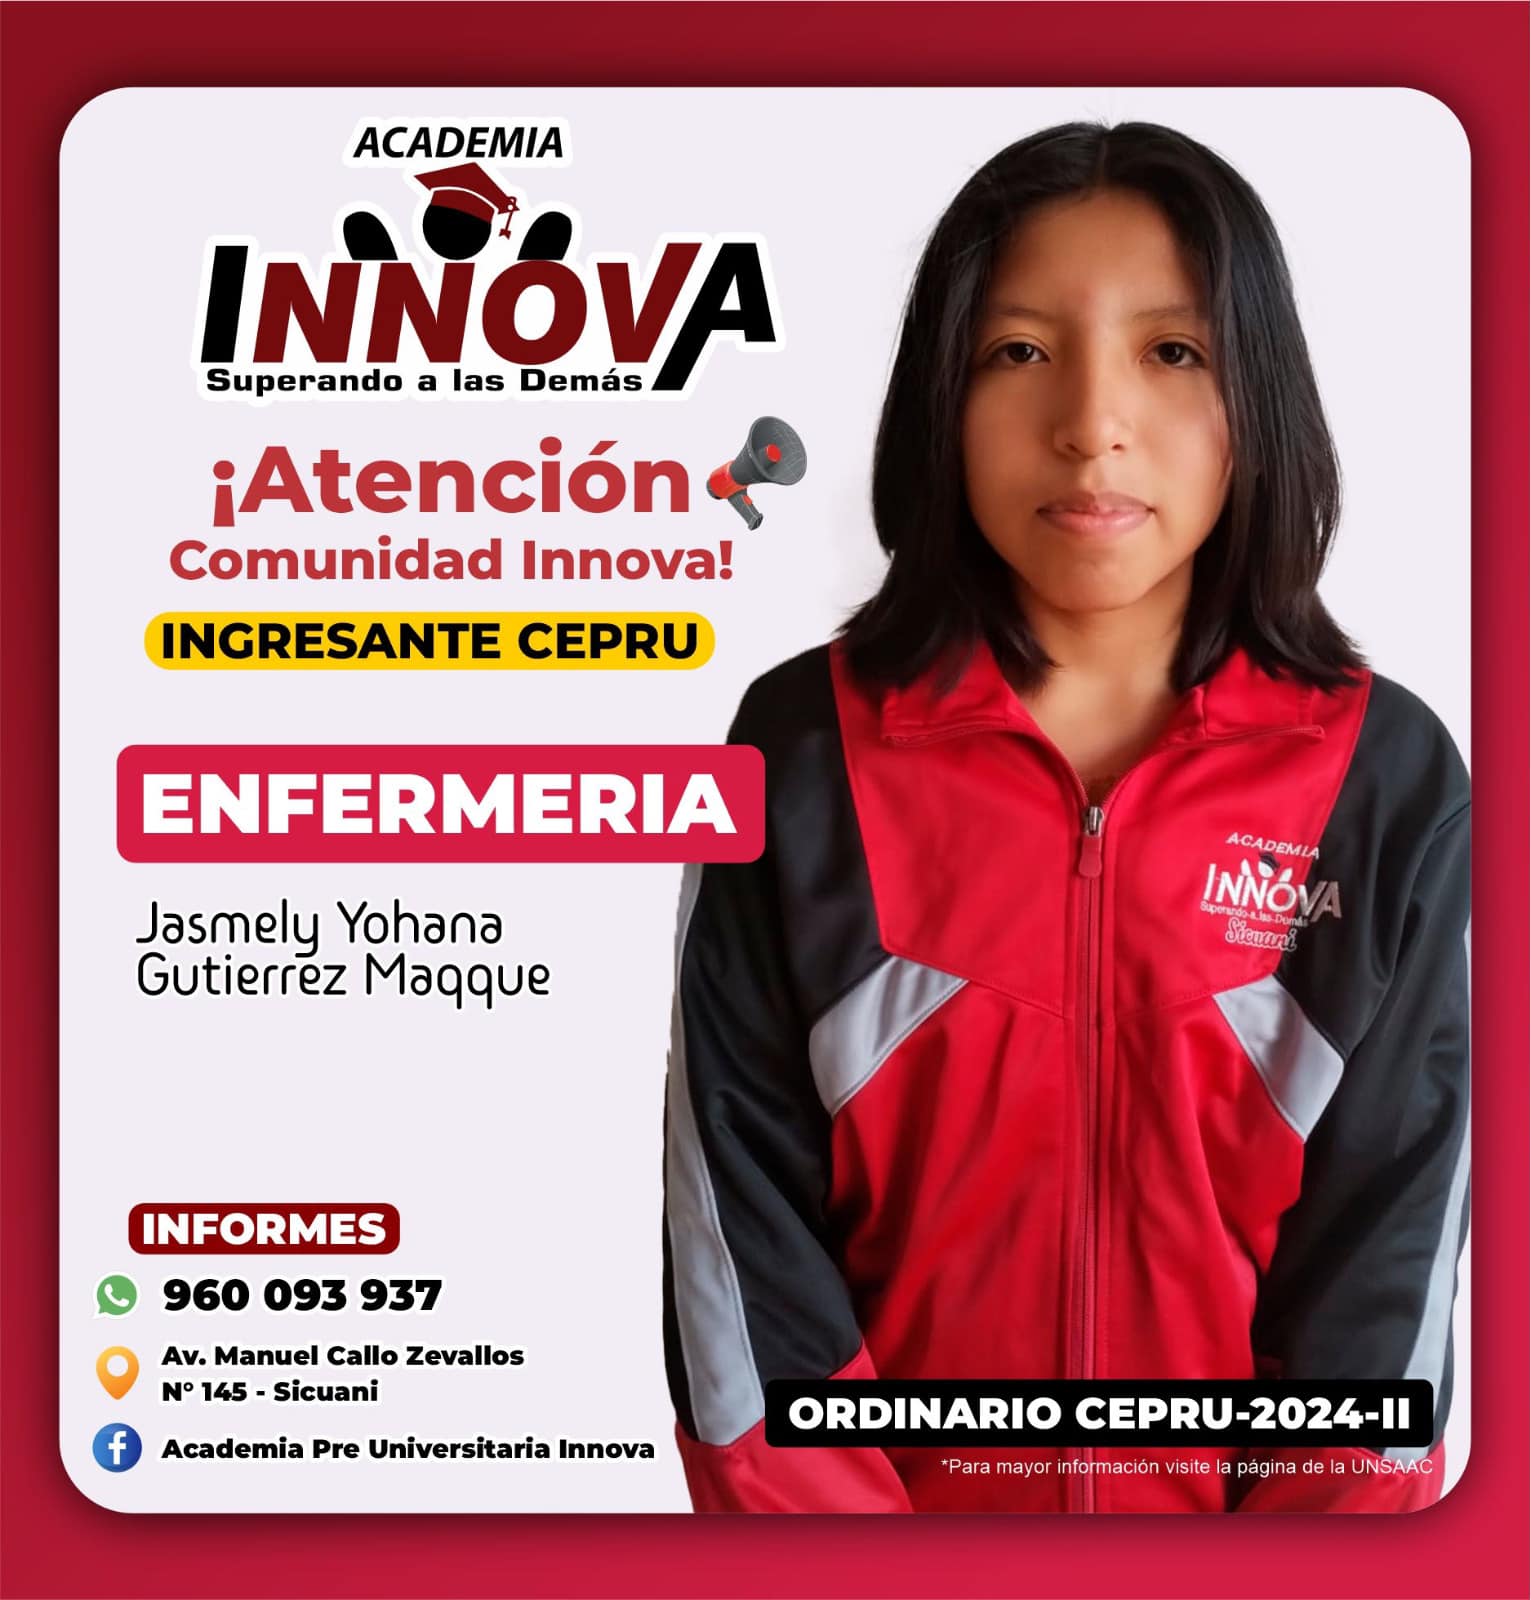 ACADEMIA
INNOVA
Superando a las Demás
¡Atención
Comunidad Innova!
INGRESANTE CEPRU
ENFERMERIA
Jasmely Yohana
Gutierrez Maqque
ACADEMIA
INNOVA
Superando a las Demás
Sicuani
INFORMES
960 093 937
Av. Manuel Callo Zevallos
N° 145 - Sicuani
Academia Pre Universitaria Innova
ORDINARIO CEPRU-2024-II
*Para mayor información visite la página de la UNSAAC